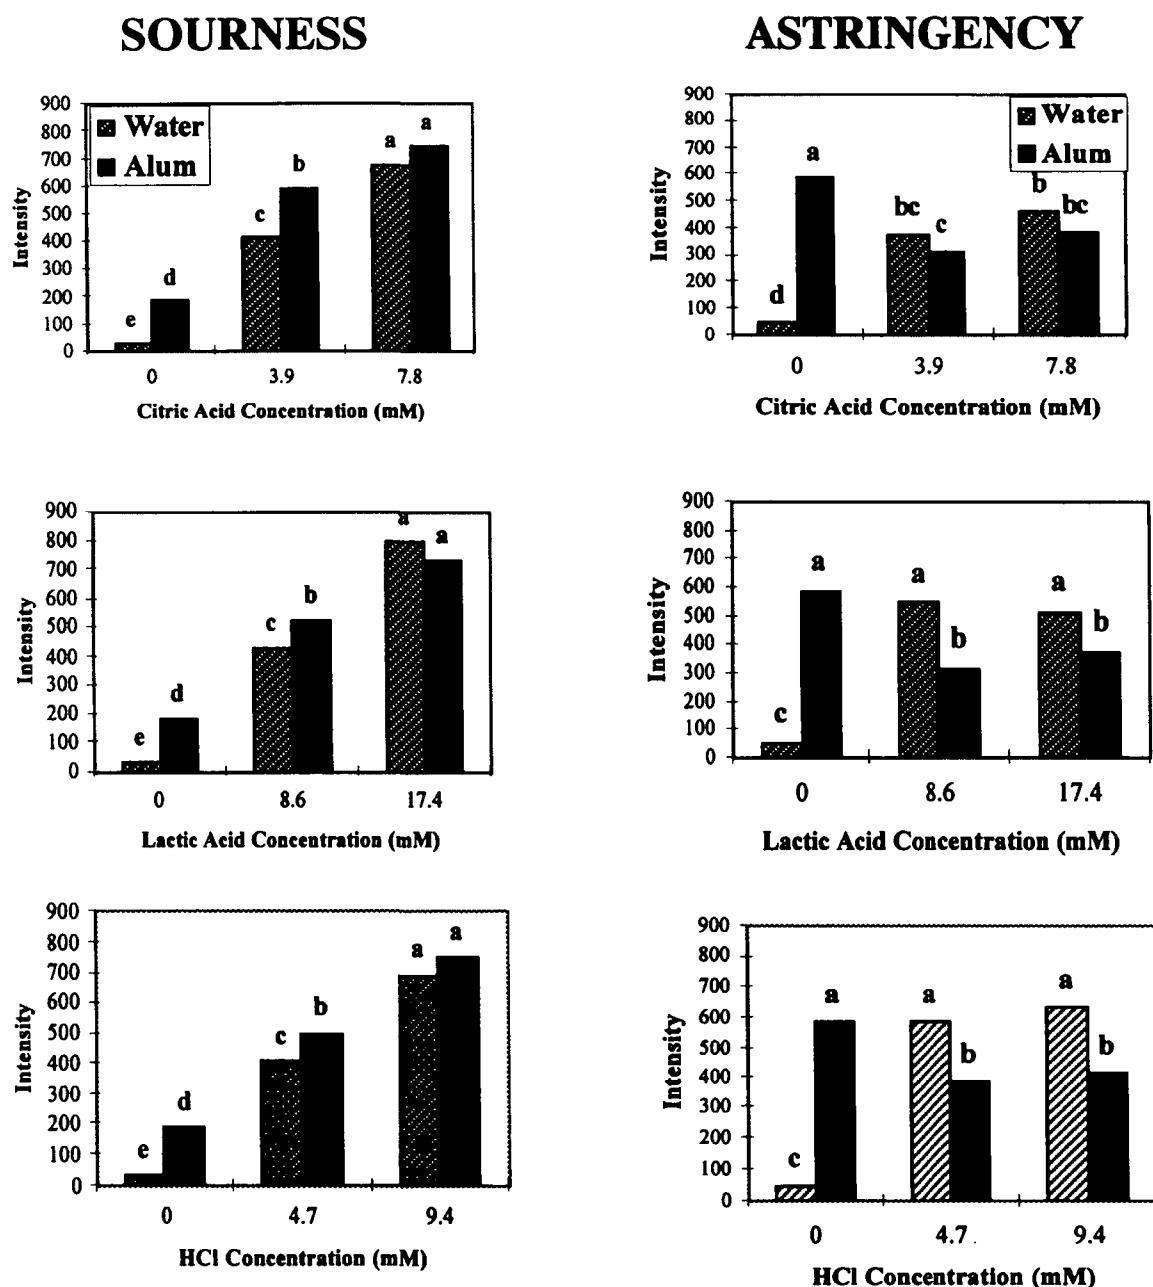 SOURNESS
ASTRINGENCY
900
800
700
600
500
400
300
200
100
0
Intensity
Water
Alum
e
d
c
b
a
a
0
3.9
7.8
Citric Acid Concentration (mM)
900
800
700
600
500
400
300
200
100
0
Intensity
Water
Alum
d
a
bc
c
b
bc
0
3.9
7.8
Citric Acid Concentration (mM)
900
800
700
600
500
400
300
200
100
0
Intensity
e
d
c
b
a
a
0
8.6
17.4
Lactic Acid Concentration (mM)
900
800
700
600
500
400
300
200
100
0
Intensity
c
a
a
b
a
b
0
8.6
17.4
Lactic Acid Concentration (mM)
900
800
700
600
500
400
300
200
100
0
Intensity
e
d
c
b
a
a
0
4.7
9.4
HCl Concentration (mM)
900
800
700
600
500
400
300
200
100
0
Intensity
c
a
a
b
a
b
0
4.7
9.4
HCl Concentration (mM)